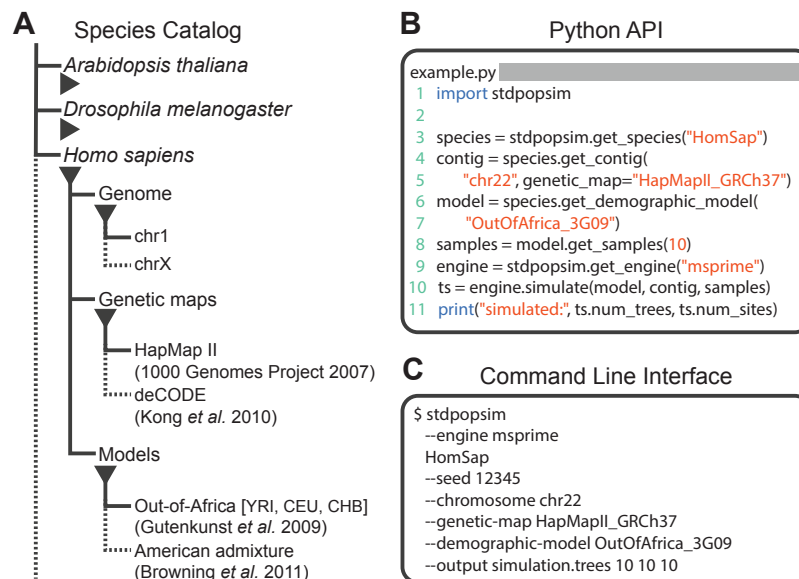 A Species Catalog
Arabidopsis thaliana
Drosophila melanogaster
Homo sapiens
Genome
chr1
chrX
Genetic maps
HapMap II
(1000 Genomes Project 2007)
deCODE
(Kong et al. 2010)
Models
Out-of-Africa [YRI, CEU, CHB]
(Gutenkunst et al. 2009)
American admixture
(Browning et al. 2011)
B Python API
example.py
1 import stdpopsim
2
3 species = stdpopsim.get_species("HomSap")
4 contig = species.get_contig(
5 "chr22", genetic_map="HapMapII_GRCh37")
6 model = species.get_demographic_model(
7 "OutOfAfrica_3G09")
8 samples = model.get_samples(10)
9 engine = stdpopsim.get_engine("msprime")
10 ts = engine.simulate(model, contig, samples)
11 print("simulated:", ts.num_trees, ts.num_sites)
C Command Line Interface
$ stdpopsim
--engine msprime
HomSap
--seed 12345
--chromosome chr22
--genetic-map HapMapII_GRCh37
--demographic-model OutOfAfrica_3G09
--output simulation.trees 10 10 10